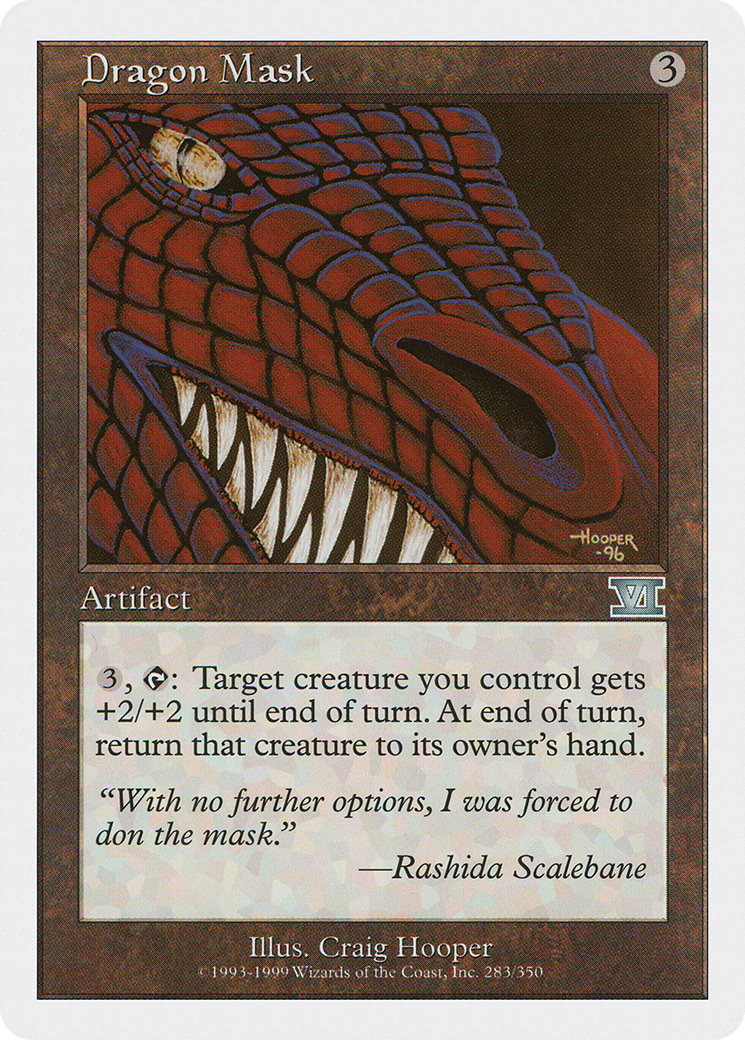 Dragon Mask
3
HOOPER
-96
Artifact
VI
3, : Target creature you control gets
+2/+2 until end of turn. At end of turn,
return that creature to its owner's hand.
“With no further options, I was forced to
don the mask.”
—Rashida Scalebane
Illus. Craig Hooper
©1993-1999 Wizards of the Coast, Inc. 283/350